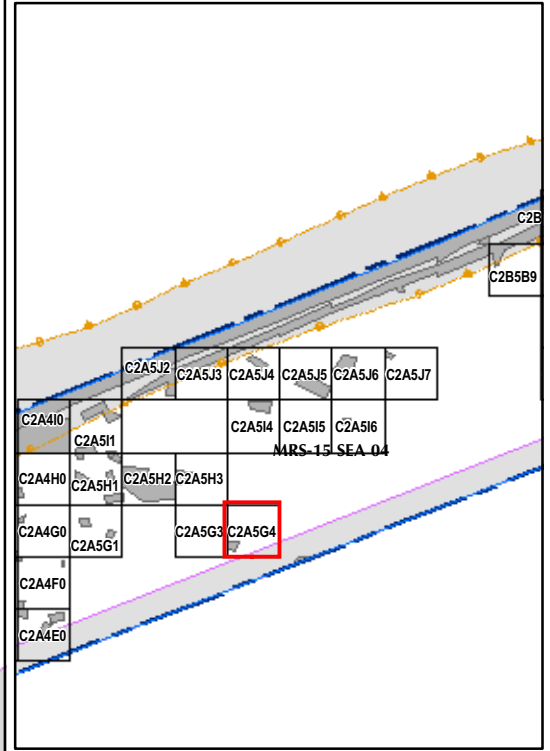 C2B
C2B5B9
C2A5J2
C2A5J3
C2A5J4
C2A5J5
C2A5J6
C2A5J7
C2A4I0
C2A5I1
C2A5I4
C2A5I5
C2A5I6
MRS-15 SEA 04
C2A4H0
C2A5H1
C2A5H2
C2A5H3
C2A4G0
C2A5G1
C2A5G3
C2A5G4
C2A4F0
C2A4E0